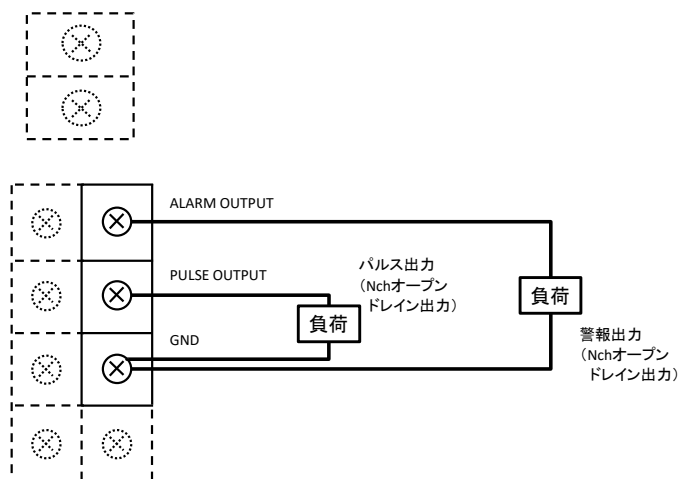 ALARM OUTPUT
PULSE OUTPUT
パルス出力
（Nchオープン
ドレイン出力）
負荷
負荷
GND
警報出力
（Nchオープン
ドレイン出力）